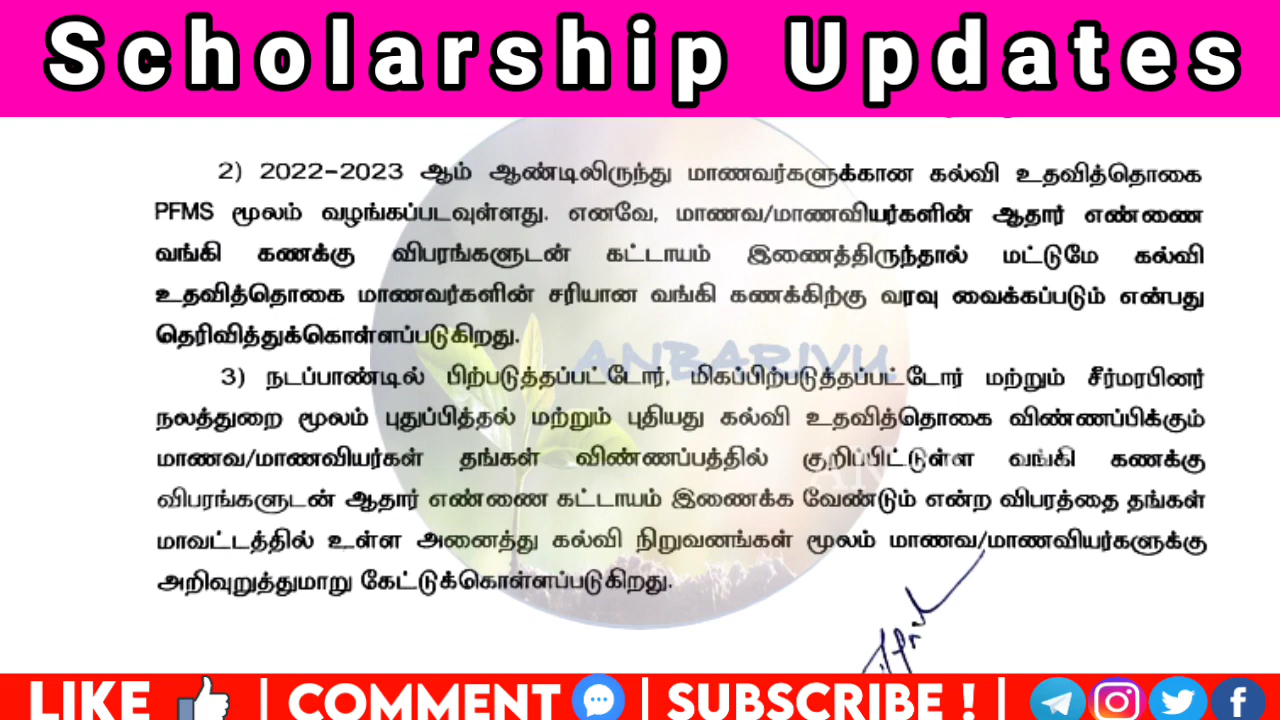 Scholarship Updates
2) 2022-2023 ஆம் ஆண்டிலிருந்து மாணவர்களுக்கான கல்வி உதவித்தொகை
PFMS மூலம் வழங்கப்படவுள்ளது. எனவே, மாணவ/மாணவியர்களின் ஆதார் எண்ணை
வங்கி கணக்கு விபரங்களுடன் கட்டாயம் இணைத்திருந்தால் மட்டுமே கல்வி
உதவித்தொகை மாணவர்களின் சரியான வங்கி கணக்கிற்கு வரவு வைக்கப்படும் என்பது
தெரிவித்துக்கொள்ளப்படுகிறது.
ANBARIVU
3) நடப்பாண்டில் பிற்படுத்தப்பட்டோர், மிகப்பிற்படுத்தப்பட்டோர் மற்றும் சீர்மரபினர்
நலத்துறை மூலம் புதுப்பித்தல் மற்றும் புதியது கல்வி உதவித்தொகை விண்ணப்பிக்கும்
மாணவ/மாணவியர்கள் தங்கள் விண்ணப்பத்தில் குறிப்பிட்டுள்ள வங்கி கணக்கு
விபரங்களுடன் ஆதார் எண்ணை கட்டாயம் இணைக்க வேண்டும் என்ற விபரத்தை தங்கள்
மாவட்டத்தில் உள்ள அனைத்து கல்வி நிறுவனங்கள் மூலம் மாணவ/மாணவியர்களுக்கு
அறிவுறுத்துமாறு கேட்டுக்கொள்ளப்படுகிறது.
LIKE | COMMENT | SUBSCRIBE ! |